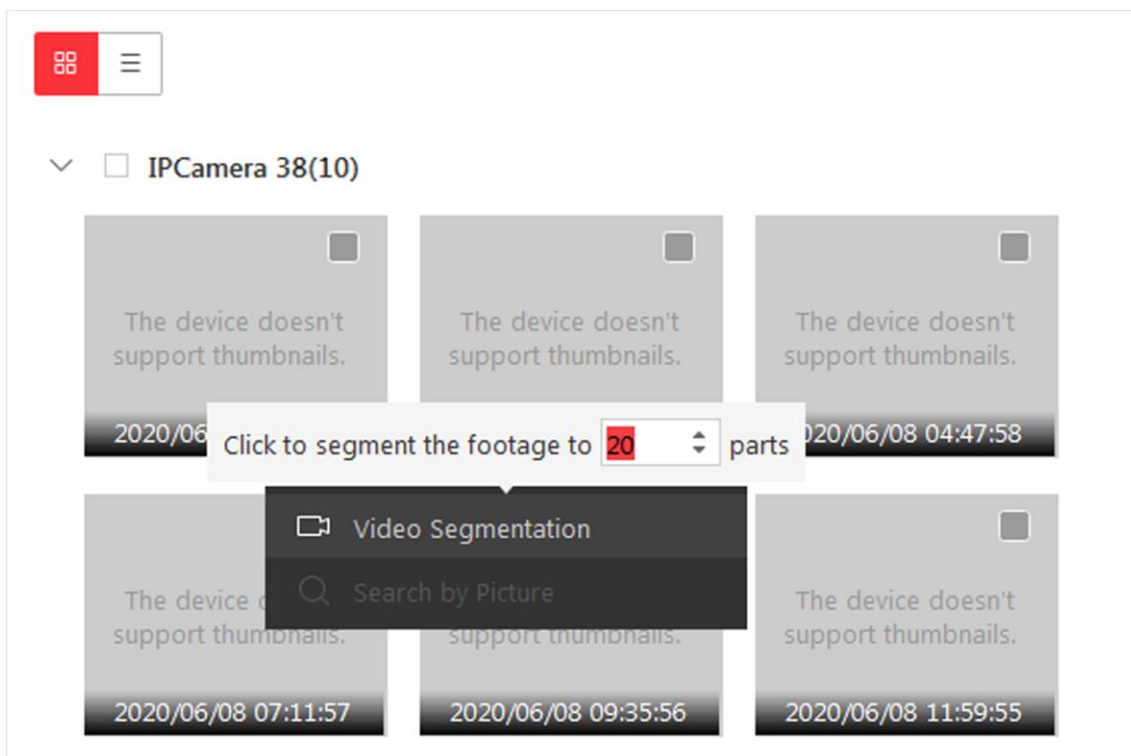 IPCamera 38(10)
The device doesn't
support thumbnails.
The device doesn't
support thumbnails.
The device doesn't
support thumbnails.
2020/06
2020/06/08 04:47:58
Click to segment the footage to 20 parts
Video Segmentation
Search by Picture
The device
support thumbnails.
support thumbnails.
The device doesn't
support thumbnails.
2020/06/08 07:11:57
2020/06/08 09:35:56
2020/06/08 11:59:55